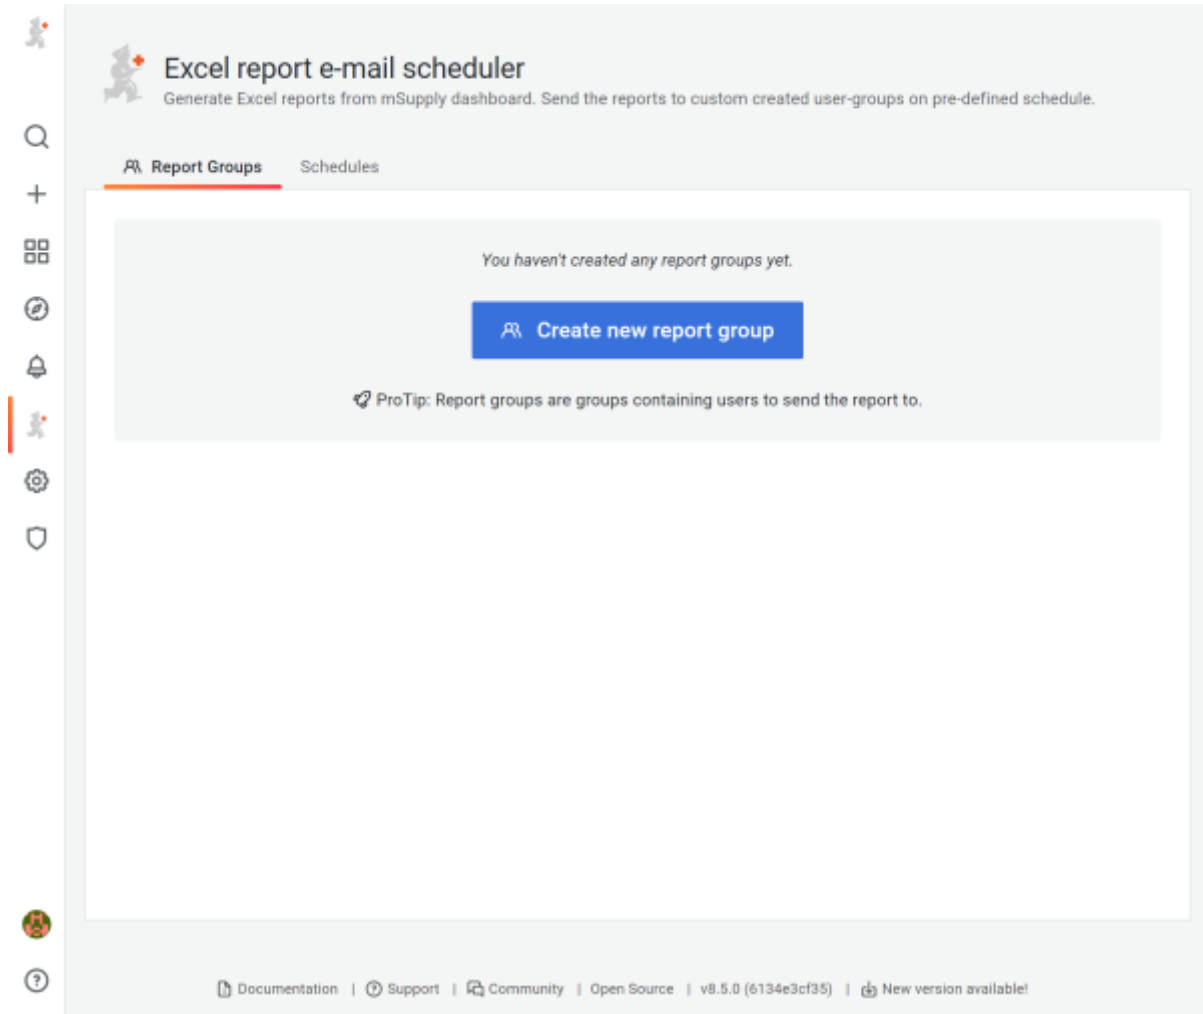 Excel report e-mail scheduler
Generate Excel reports from mSupply dashboard. Send the reports to custom created user-groups on pre-defined schedule.
Report Groups Schedules
You haven't created any report groups yet.
Create new report group
ProTip: Report groups are groups containing users to send the report to.
Documentation | Support | Community | Open Source | v8.5.0 (6134e3cf35) | New version available!